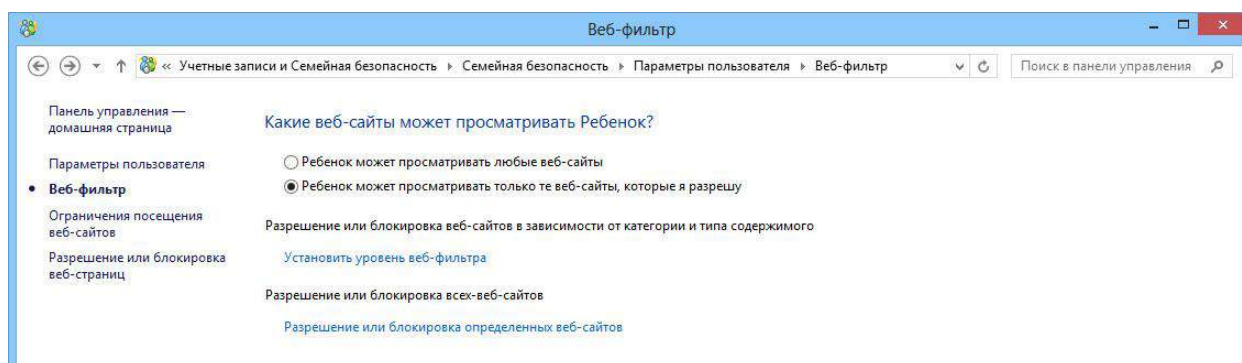 Веб-фильтр
« Учетные записи и Семейная безопасность ▸ Семейная безопасность ▸ Параметры пользователя ▸ Веб-фильтр
Поиск в панели управления
Панель управления —
домашняя страница
Параметры пользователя
Веб-фильтр
Ограничения посещения
веб-сайтов
Разрешение или блокировка
веб-страниц
Какие веб-сайты может просматривать Ребенок?
Ребенок может просматривать любые веб-сайты
Ребенок может просматривать только те веб-сайты, которые я разрешу
Разрешение или блокировка веб-сайтов в зависимости от категории и типа содержимого
Установить уровень веб-фильтра
Разрешение или блокировка всех-веб-сайтов
Разрешение или блокировка определенных веб-сайтов